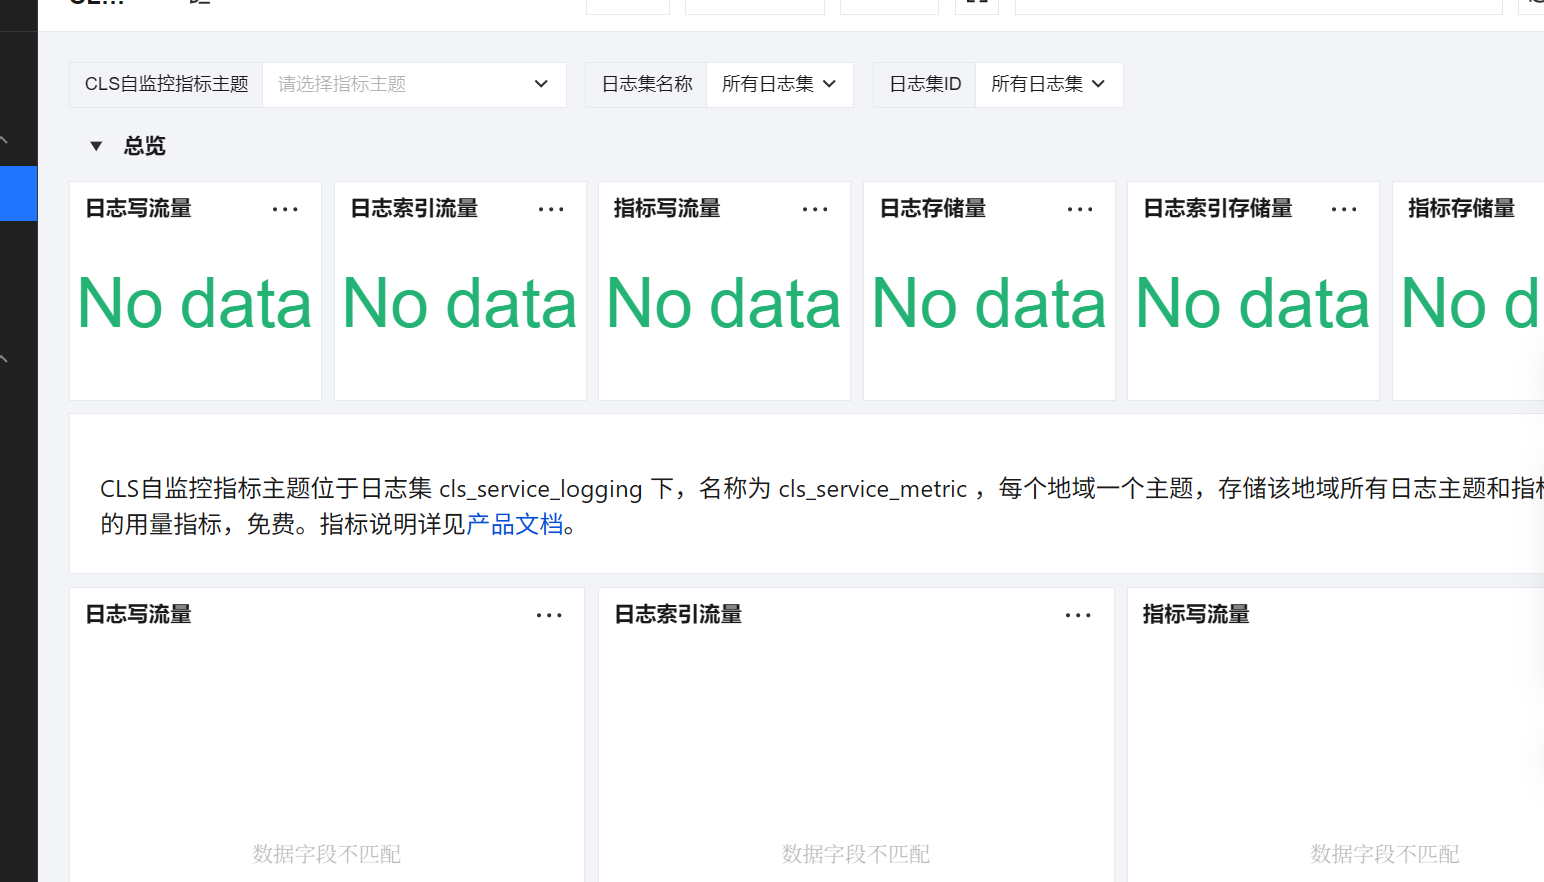 CLS自监控指标主题 请选择指标主题 日志集名称 所有日志集 日志集ID 所有日志集
总览
日志写流量 日志索引流量 指标写流量 日志存储量 日志索引存储量 指标存储量
No data No data No data No data No data No d
CLS自监控指标主题位于日志集 cls_service_logging 下，名称为 cls_service_metric ，每个地域一个主题，存储该地域所有日志主题和指标
的用量指标，免费。指标说明详见产品文档。
日志写流量 日志索引流量 指标写流量
数据字段不匹配 数据字段不匹配 数据字段不匹配